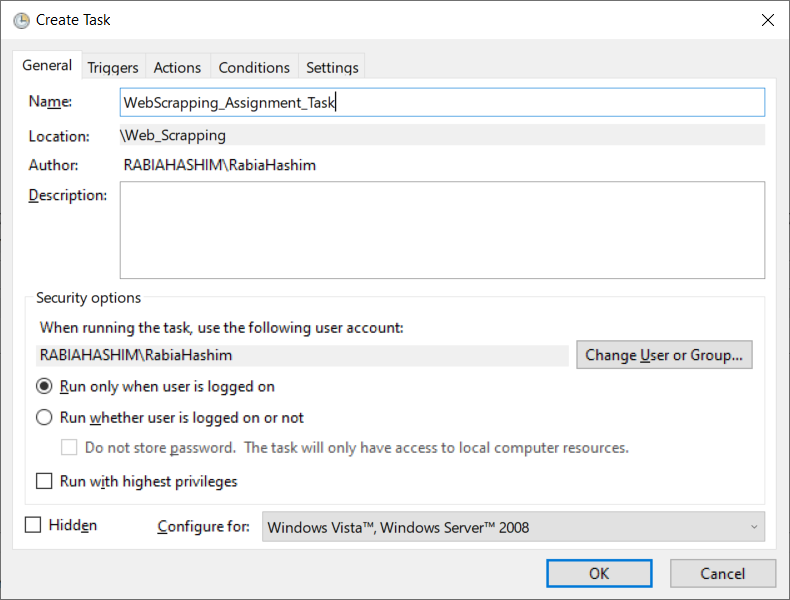 Create Task
General Triggers Actions Conditions Settings
Name: WebScrapping_Assignment_Task
Location: \Web_Scrapping
Author: RABIAHASHIM\RabiaHashim
Description:
Security options
When running the task, use the following user account:
RABIAHASHIM\RabiaHashim Change User or Group...
Run only when user is logged on
Run whether user is logged on or not
Do not store password. The task will only have access to local computer resources.
Run with highest privileges
Hidden Configure for: Windows Vista™, Windows Server™ 2008
OK Cancel